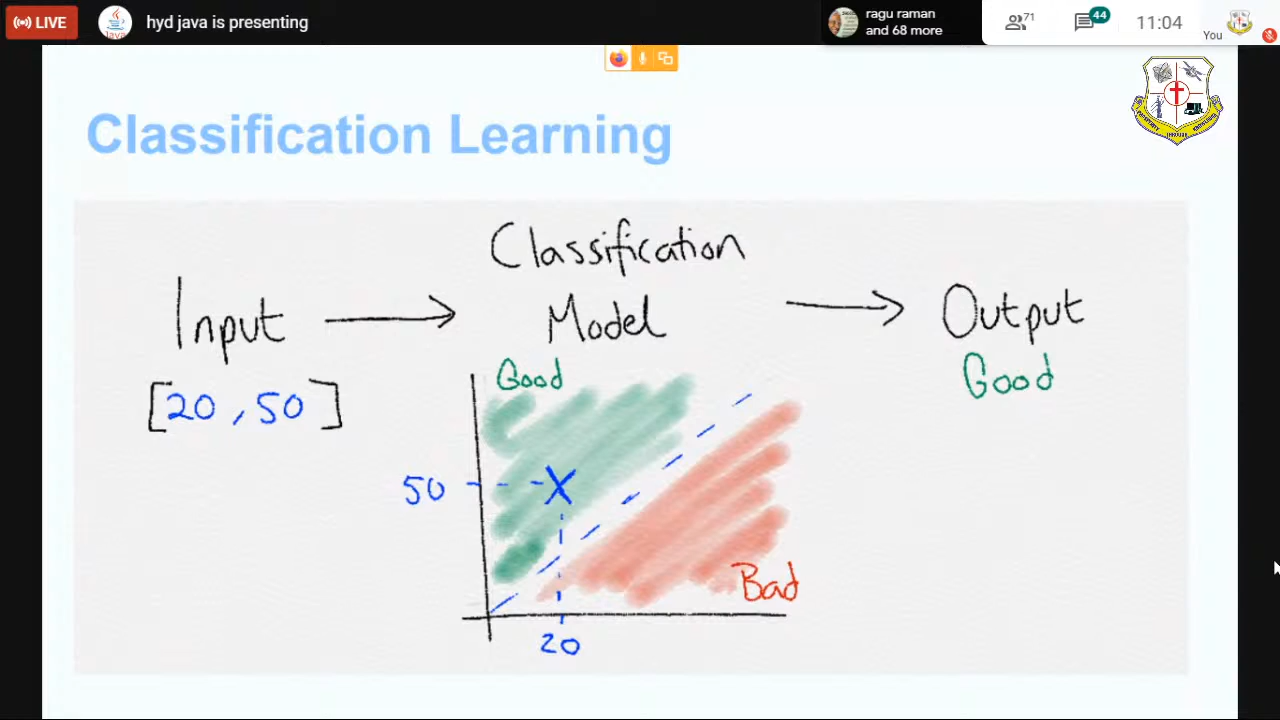 LIVE
hyd java is presenting
ragu raman
and 68 more
71
44
11:04
You
Java
Classification Learning
Classification
Model
Input
Output
[20, 50]
Good
Good
50
Bad
20